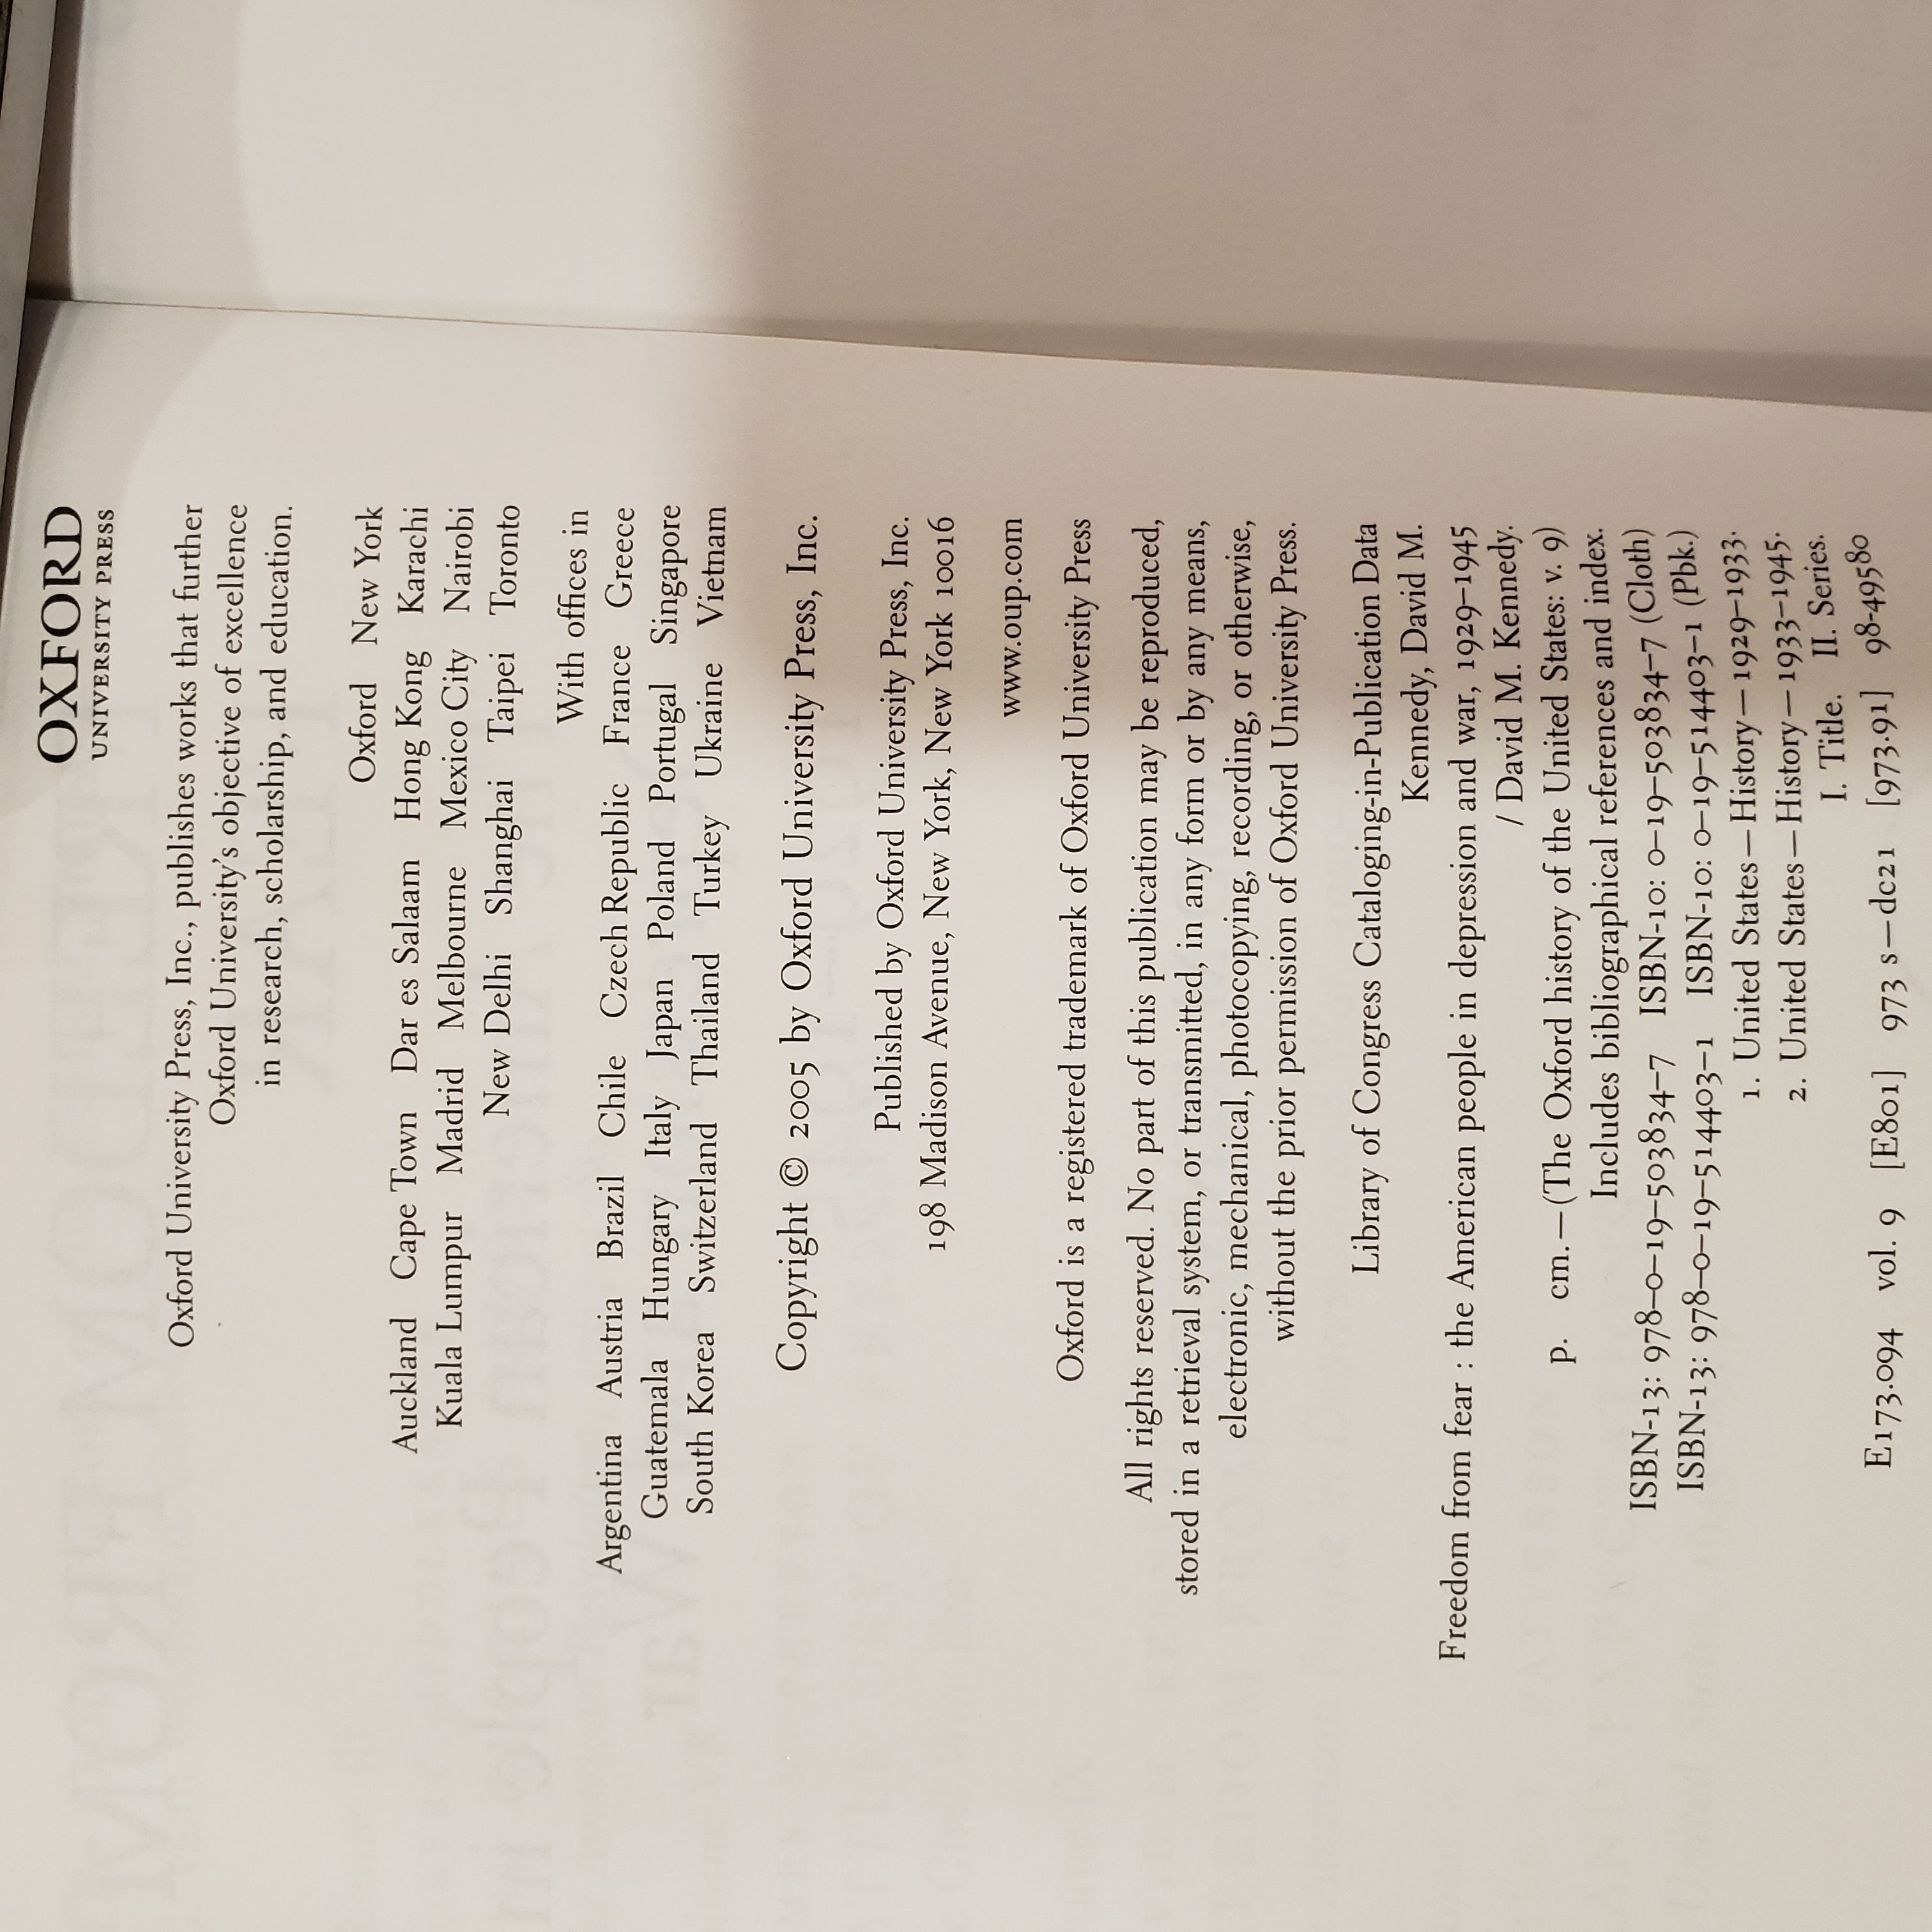 OXFORD
UNIVERSITY PRESS
Oxford University Press, Inc., publishes works that further
Oxford University's objective of excellence
in research, scholarship, and education.
Oxford New York
Auckland Cape Town Dar es Salaam Hong Kong Karachi
Kuala Lumpur Madrid Melbourne Mexico City Nairobi
New Delhi Shanghai Taipei Toronto
With offices in
Argentina Austria Brazil Chile Czech Republic France Greece
Guatemala Hungary Italy Japan Poland Portugal Singapore
South Korea Switzerland Thailand Turkey Ukraine Vietnam
Copyright © 2005 by Oxford University Press, Inc.
Published by Oxford University Press, Inc.
198 Madison Avenue, New York, New York 10016
www.oup.com
Oxford is a registered trademark of Oxford University Press
All rights reserved. No part of this publication may be reproduced,
stored in a retrieval system, or transmitted, in any form or by any means,
electronic, mechanical, photocopying, recording, or otherwise,
without the prior permission of Oxford University Press.
Library of Congress Cataloging-in-Publication Data
Kennedy, David M.
Freedom from fear : the American people in depression and war, 1929–1945
/ David M. Kennedy.
p. cm.—(The Oxford history of the United States: v. 9)
Includes bibliographical references and index.
ISBN-13: 978–0–19–503834–7 ISBN-10: 0–19–503834–7 (Cloth)
ISBN-13: 978–0–19–514403–1 ISBN-10: 0–19–514403–1 (Pbk.)
1. United States—History—1929–1933.
2. United States—History—1933–1945.
I. Title. II. Series.
E173.094 vol. 9 [E801] 973 s—dc21 [973.91] 98-49580